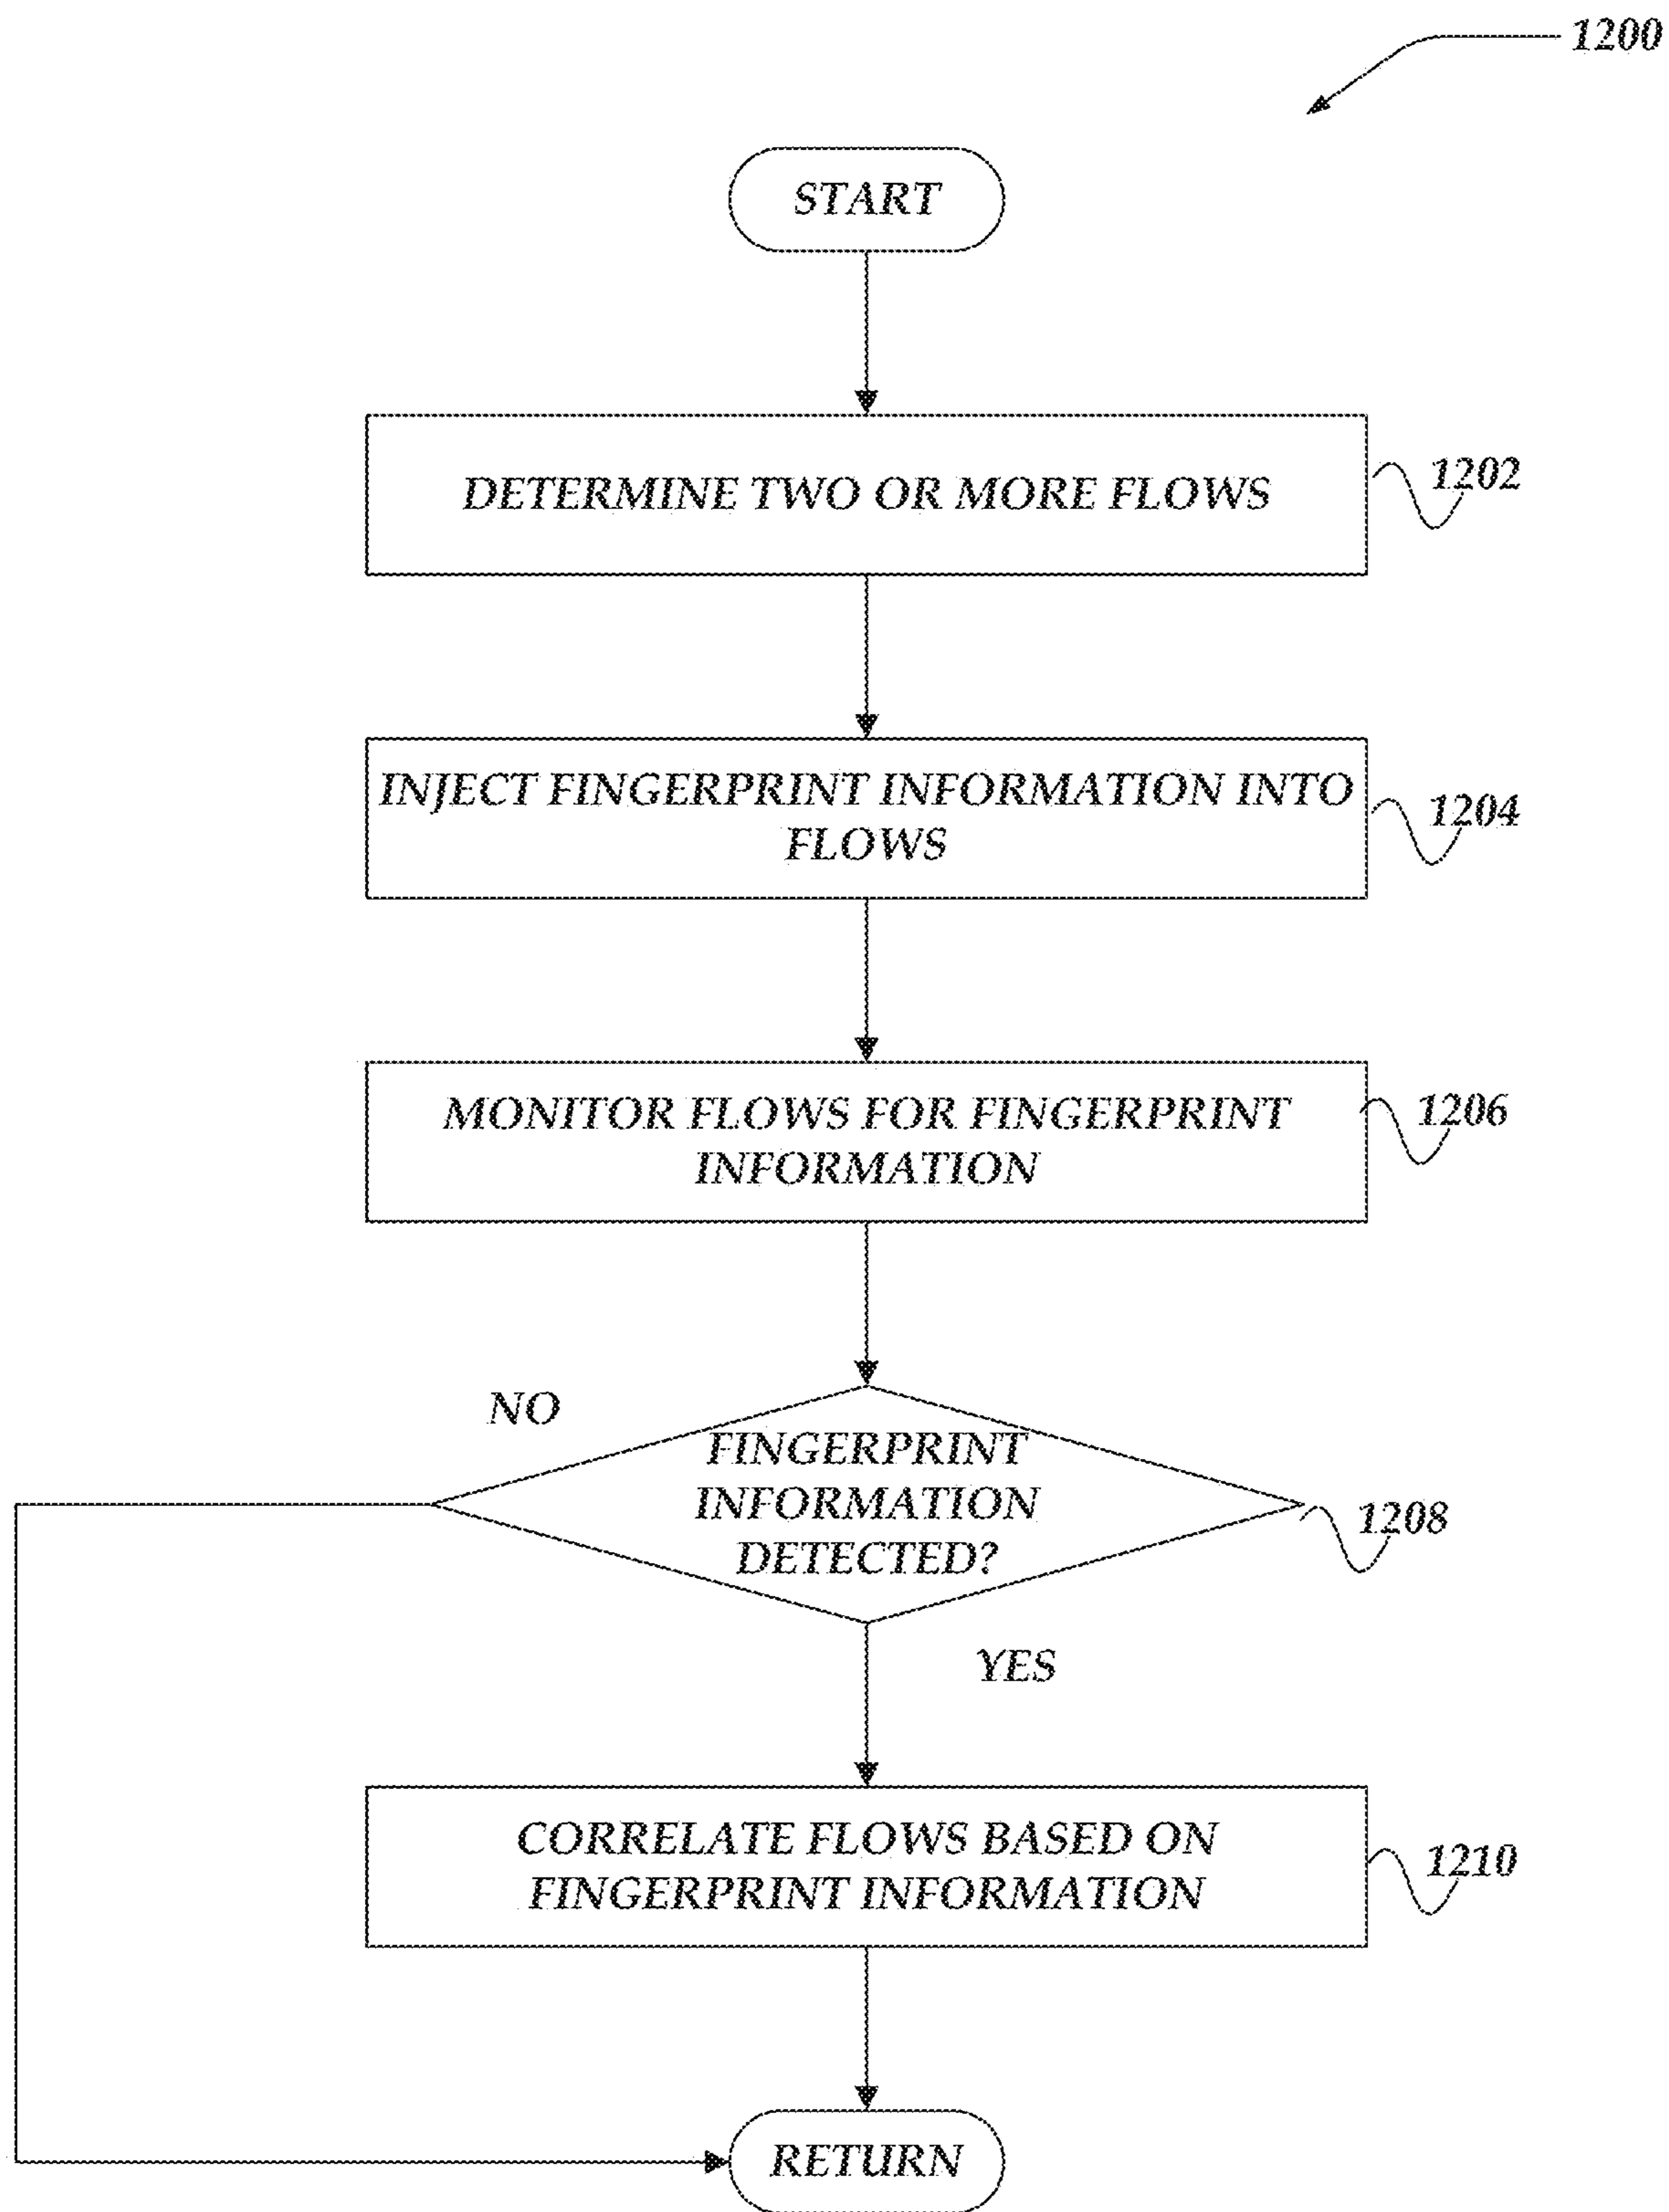 1200
START
DETERMINE TWO OR MORE FLOWS
1202
INJECT FINGERPRINT INFORMATION INTO
FLOWS
1204
MONITOR FLOWS FOR FINGERPRINT
INFORMATION
1206
NO
FINGERPRINT
INFORMATION
DETECTED?
1208
YES
CORRELATE FLOWS BASED ON
FINGERPRINT INFORMATION
1210
RETURN